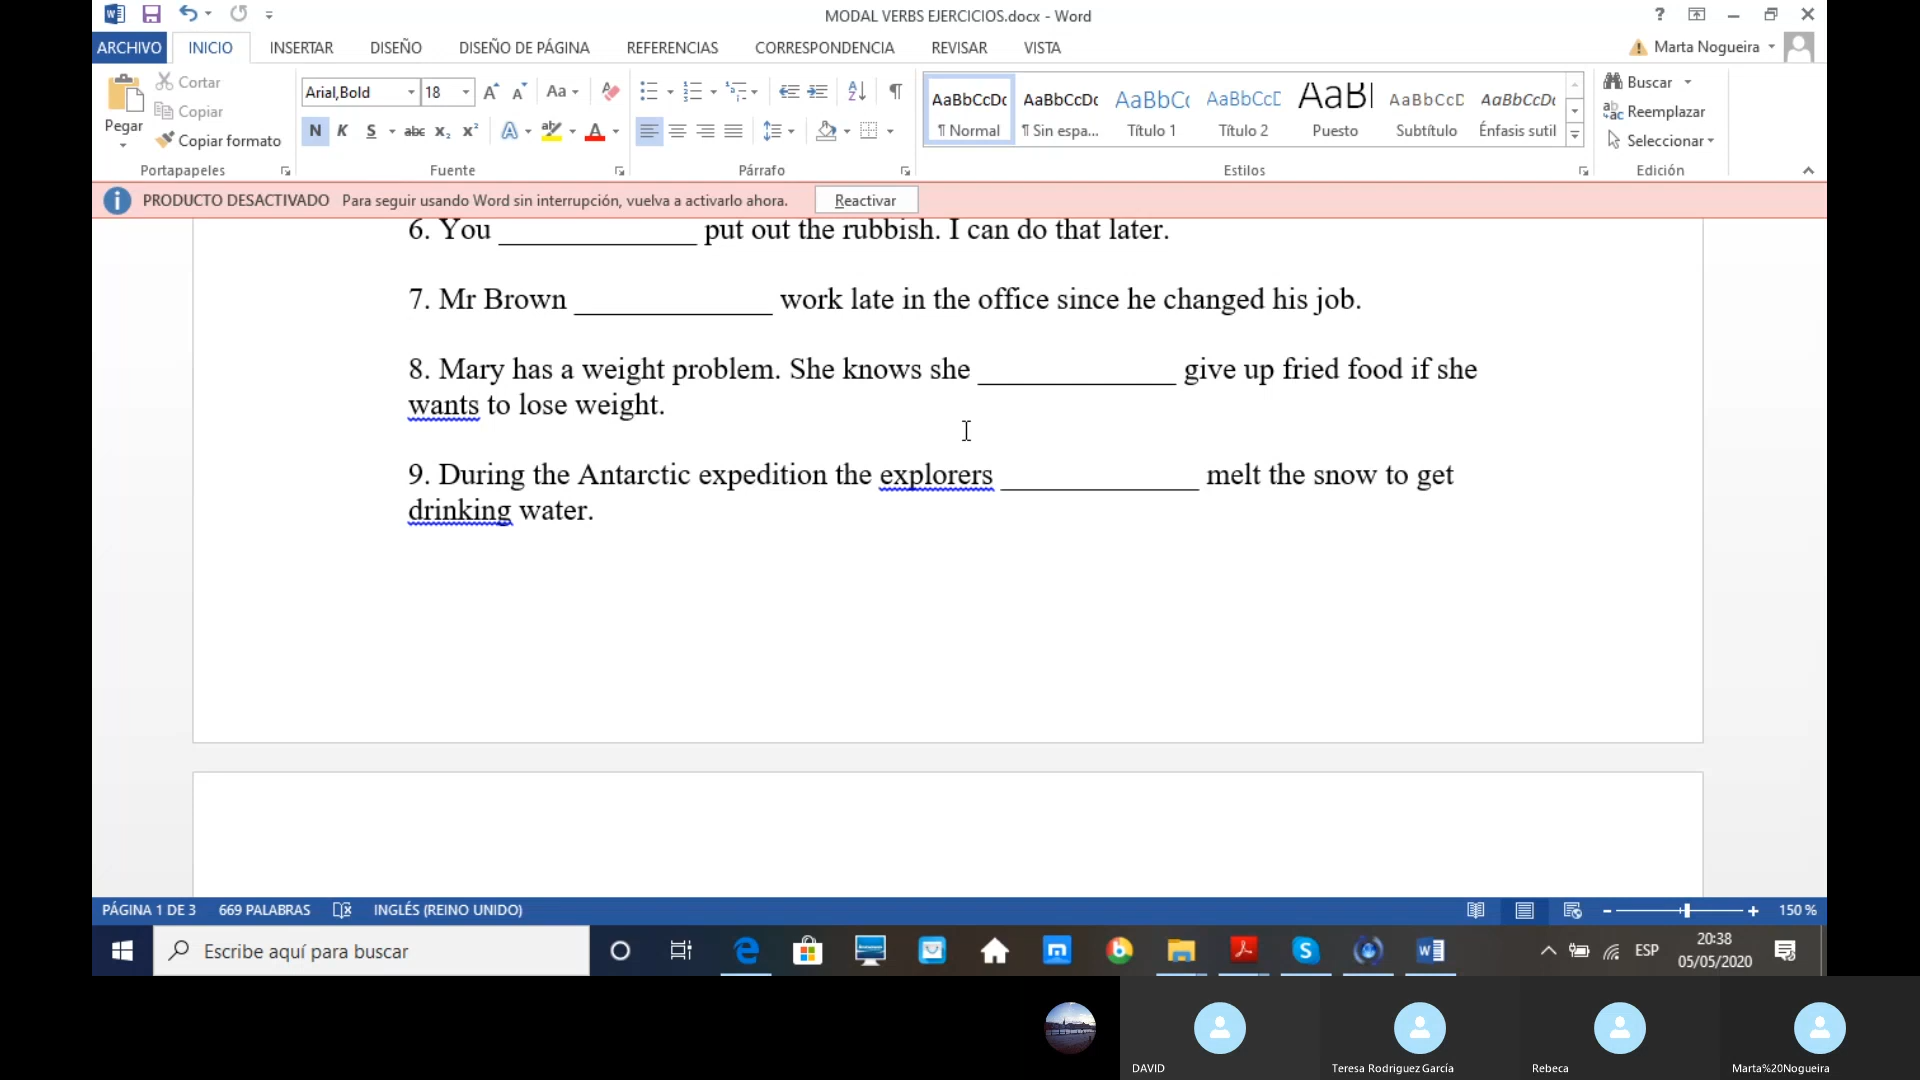 MODAL VERBS EJERCICIOS.docx - Word
ARCHIVO INICIO INSERTAR DISEÑO DISEÑO DE PÁGINA REFERENCIAS CORRESPONDENCIA REVISAR VISTA Marta Nogueira
Pegar
Cortar
Copiar
Copiar formato
Portapapeles
Arial,Bold 18
N K S abc x₂ x²
Fuente
Párrafo
AaBbCcDc AaBbCcDc AaBbCc AaBbCcD AaBl AaBbCcD AaBbCcDc
¶ Normal ¶ Sin espa... Título 1 Título 2 Puesto Subtítulo Énfasis sutil
Estilos
Buscar
Reemplazar
Seleccionar
Edición
PRODUCTO DESACTIVADO Para seguir usando Word sin interrupción, vuelva a activarlo ahora. Reactivar
6. You _____________ put out the rubbish. I can do that later.
7. Mr Brown _____________ work late in the office since he changed his job.
8. Mary has a weight problem. She knows she _____________ give up fried food if she
wants to lose weight.
9. During the Antarctic expedition the explorers _____________ melt the snow to get
drinking water.
PÁGINA 1 DE 3 669 PALABRAS INGLÉS (REINO UNIDO) 150 %
Escribe aquí para buscar
ESP
20:38
05/05/2020
DAVID Teresa Rodriguez García Rebeca Marta%20Nogueira